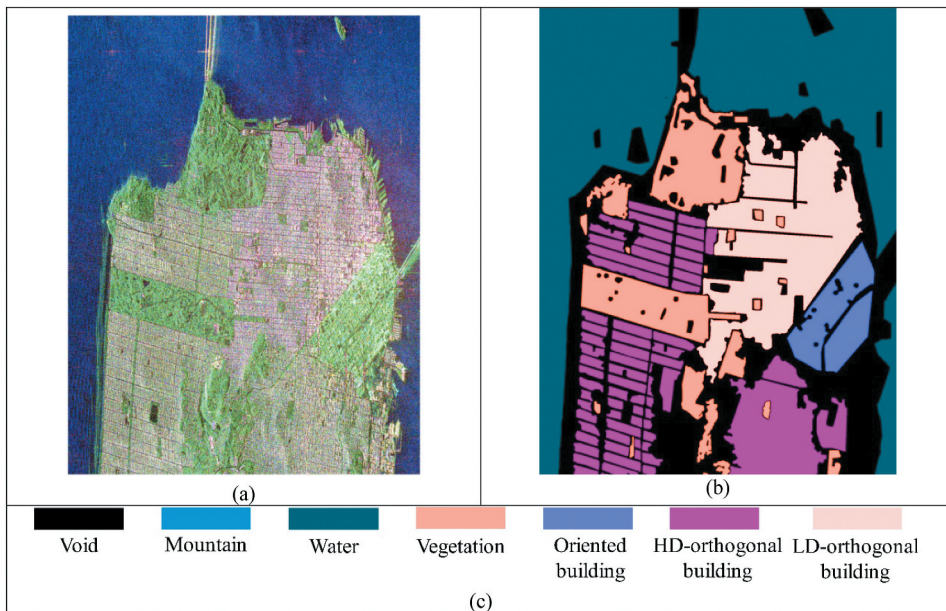 (a)
(b)
Void
Mountain
Water
Vegetation
Oriented
building
HD-orthogonal
building
LD-orthogonal
building
(c)